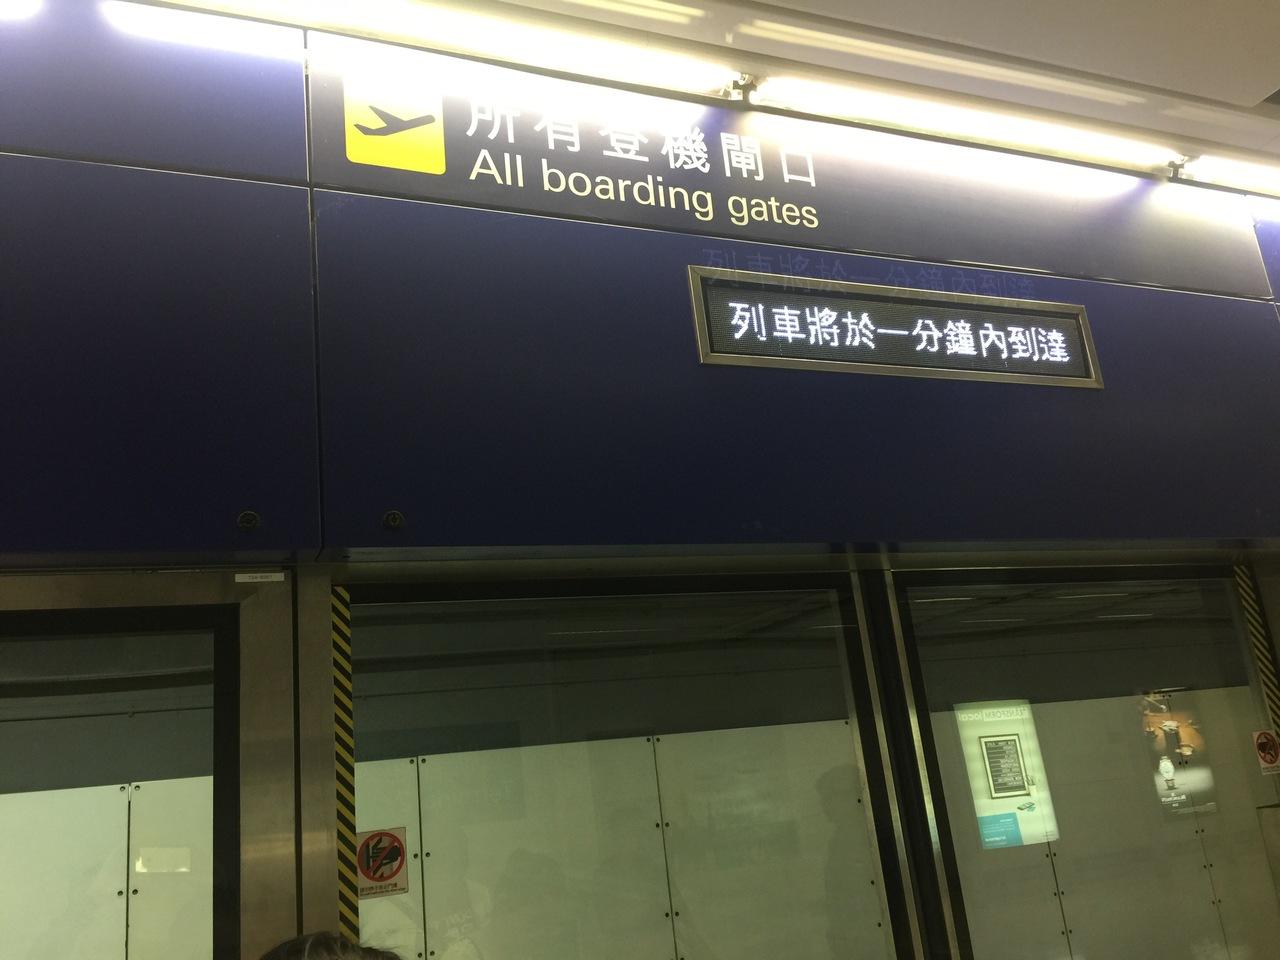 所有登機閘口
All boarding gates
列車將於一分鐘內到達